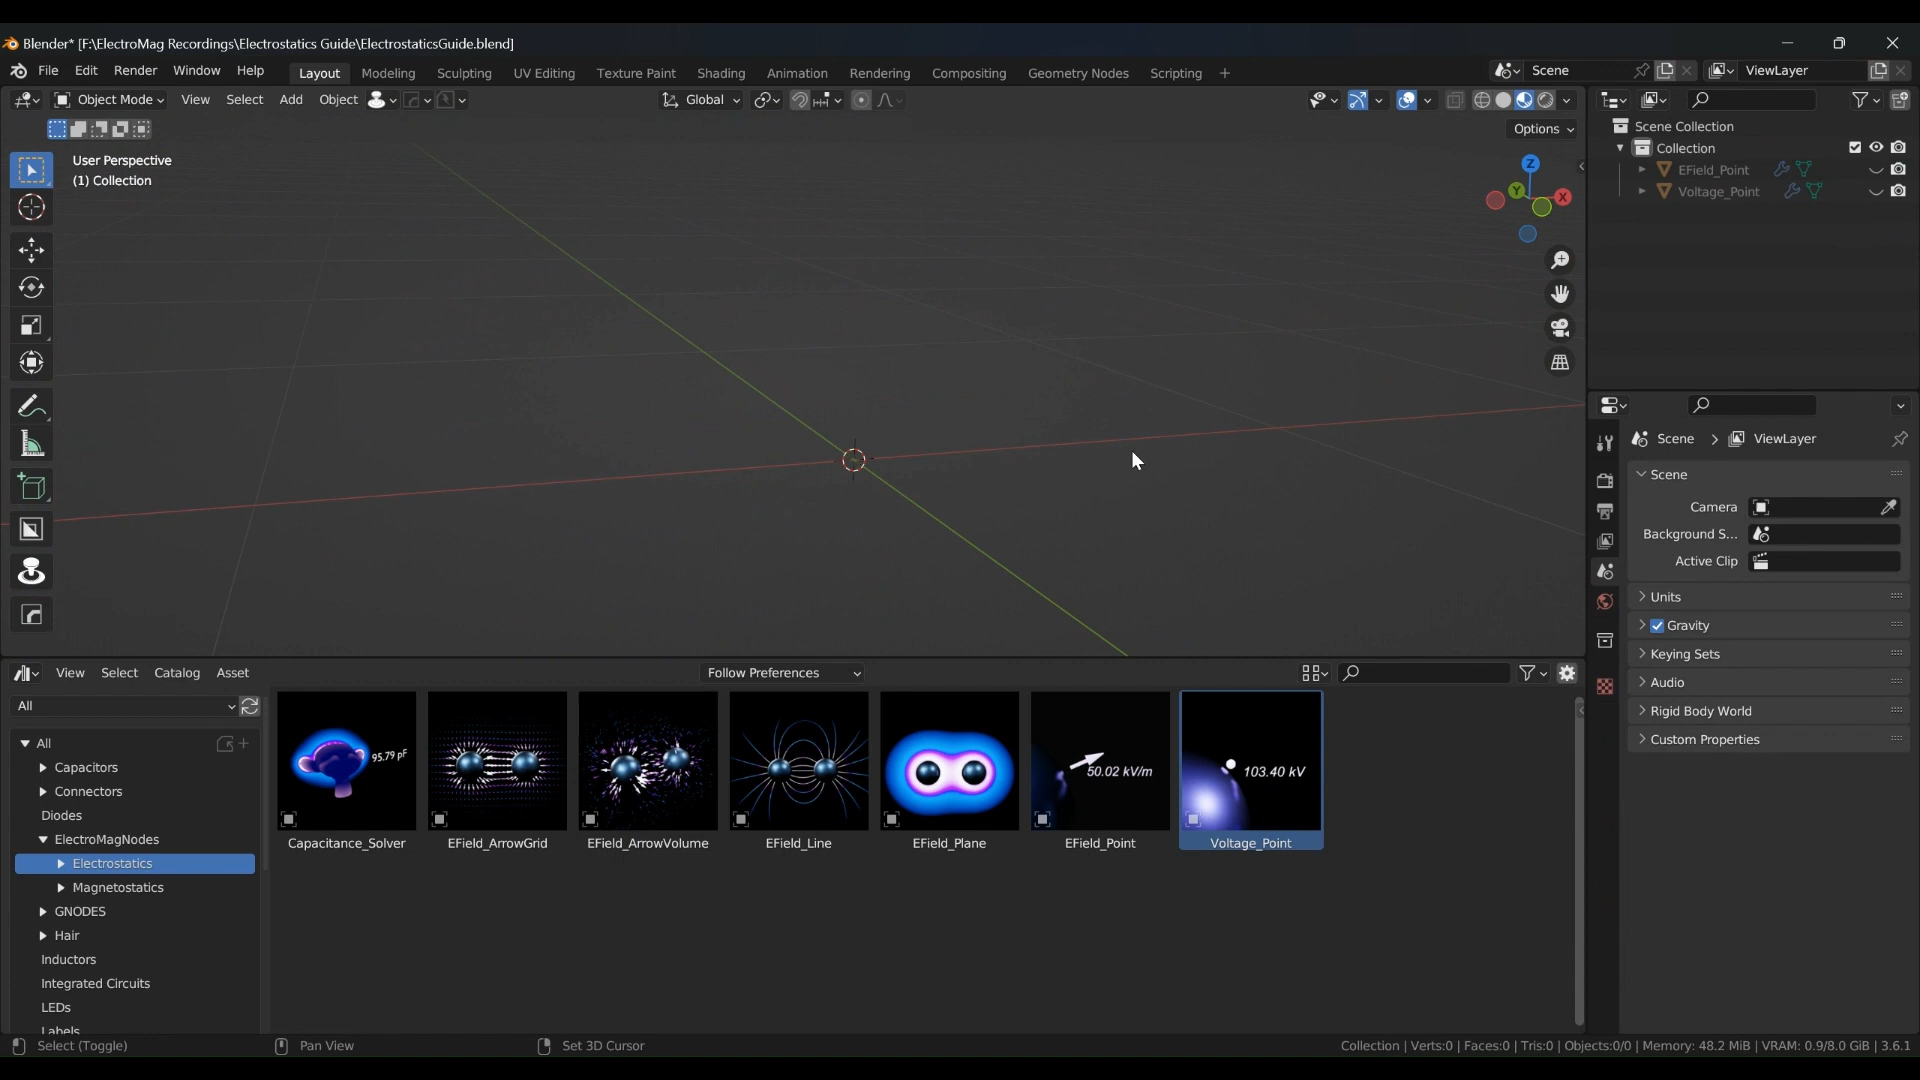 Blender* [F:\ElectroMag Recordings\Electrostatics Guide\ElectrostaticsGuide.blend]
File Edit Render Window Help Layout Modeling Sculpting UV Editing Texture Paint Shading Animation Rendering Compositing Geometry Nodes Scripting + Scene ViewLayer
Object Mode View Select Add Object Global
Options
User Perspective
(1) Collection
Z
Y
X
Scene Collection
Collection
EField_Point
Voltage_Point
Scene > ViewLayer
Scene
Camera
Background S...
Active Clip
Units
Gravity
Keying Sets
Audio
Rigid Body World
Custom Properties
View Select Catalog Asset Follow Preferences
All
All
Capacitors
Connectors
Diodes
ElectroMagNodes
Electrostatics
Magnetostatics
GNODES
Hair
Inductors
Integrated Circuits
LEDs
Labels
95.79 pF
50.02 kV/m
103.40 kV
Capacitance_Solver EField_ArrowGrid EField_ArrowVolume EField_Line EField_Plane EField_Point Voltage_Point
Select (Toggle) Pan View Set 3D Cursor Collection | Verts:0 | Faces:0 | Tris:0 | Objects:0/0 | Memory: 48.2 MiB | VRAM: 0.9/8.0 GiB | 3.6.1